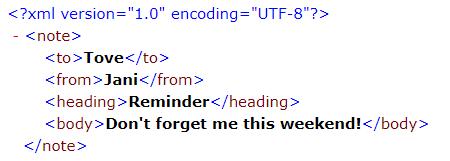 <?xml version="1.0" encoding="UTF-8"?>
- <note>
<to>Tove</to>
<from>Jani</from>
<heading>Reminder</heading>
<body>Don't forget me this weekend!</body>
</note>